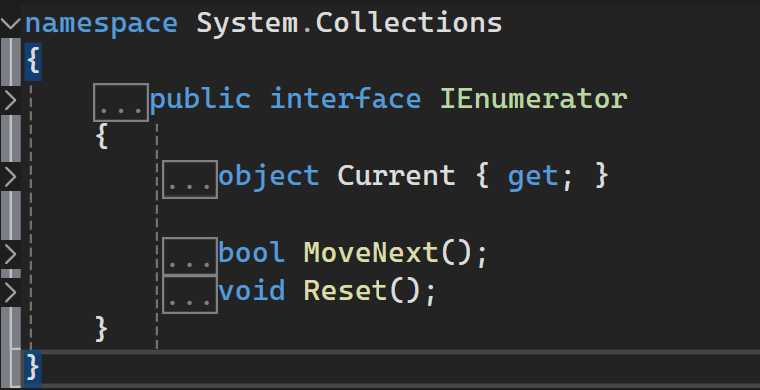 namespace System.Collections
{
...public interface IEnumerator
{
...object Current { get; }
...bool MoveNext();
...void Reset();
}
}